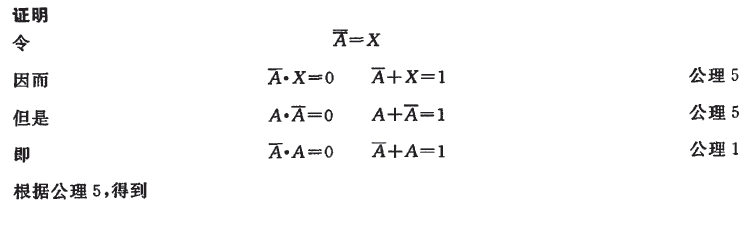 证明
令 A̿=X
因而 A̅·X=0 A̅+X=1 公理 5
但是 A·A̅=0 A+A̅=1 公理 5
即 A̅·A=0 A̅+A=1 公理 1
根据公理 5,得到